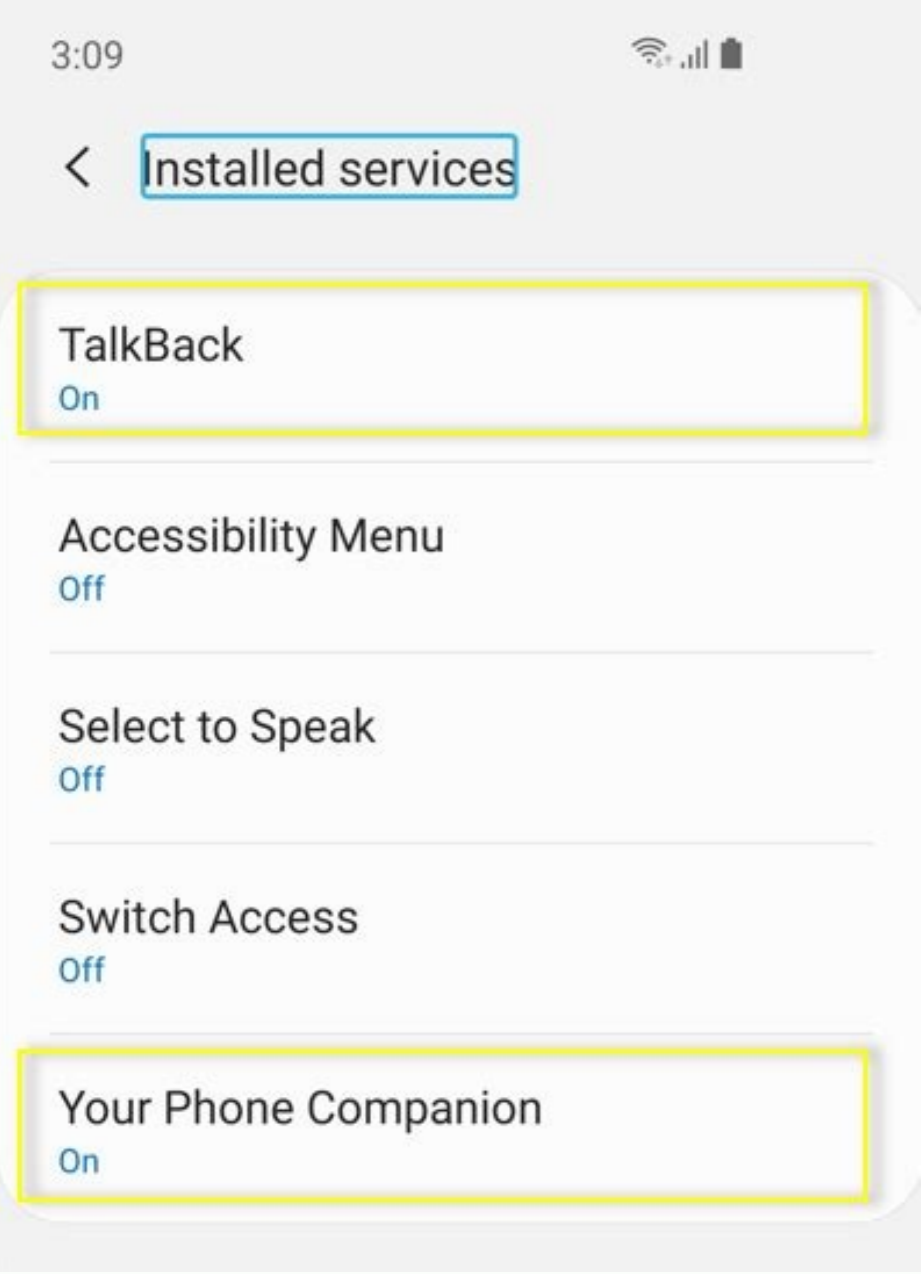 3:09
Installed services
TalkBack
On
Accessibility Menu
Off
Select to Speak
Off
Switch Access
Off
Your Phone Companion
On